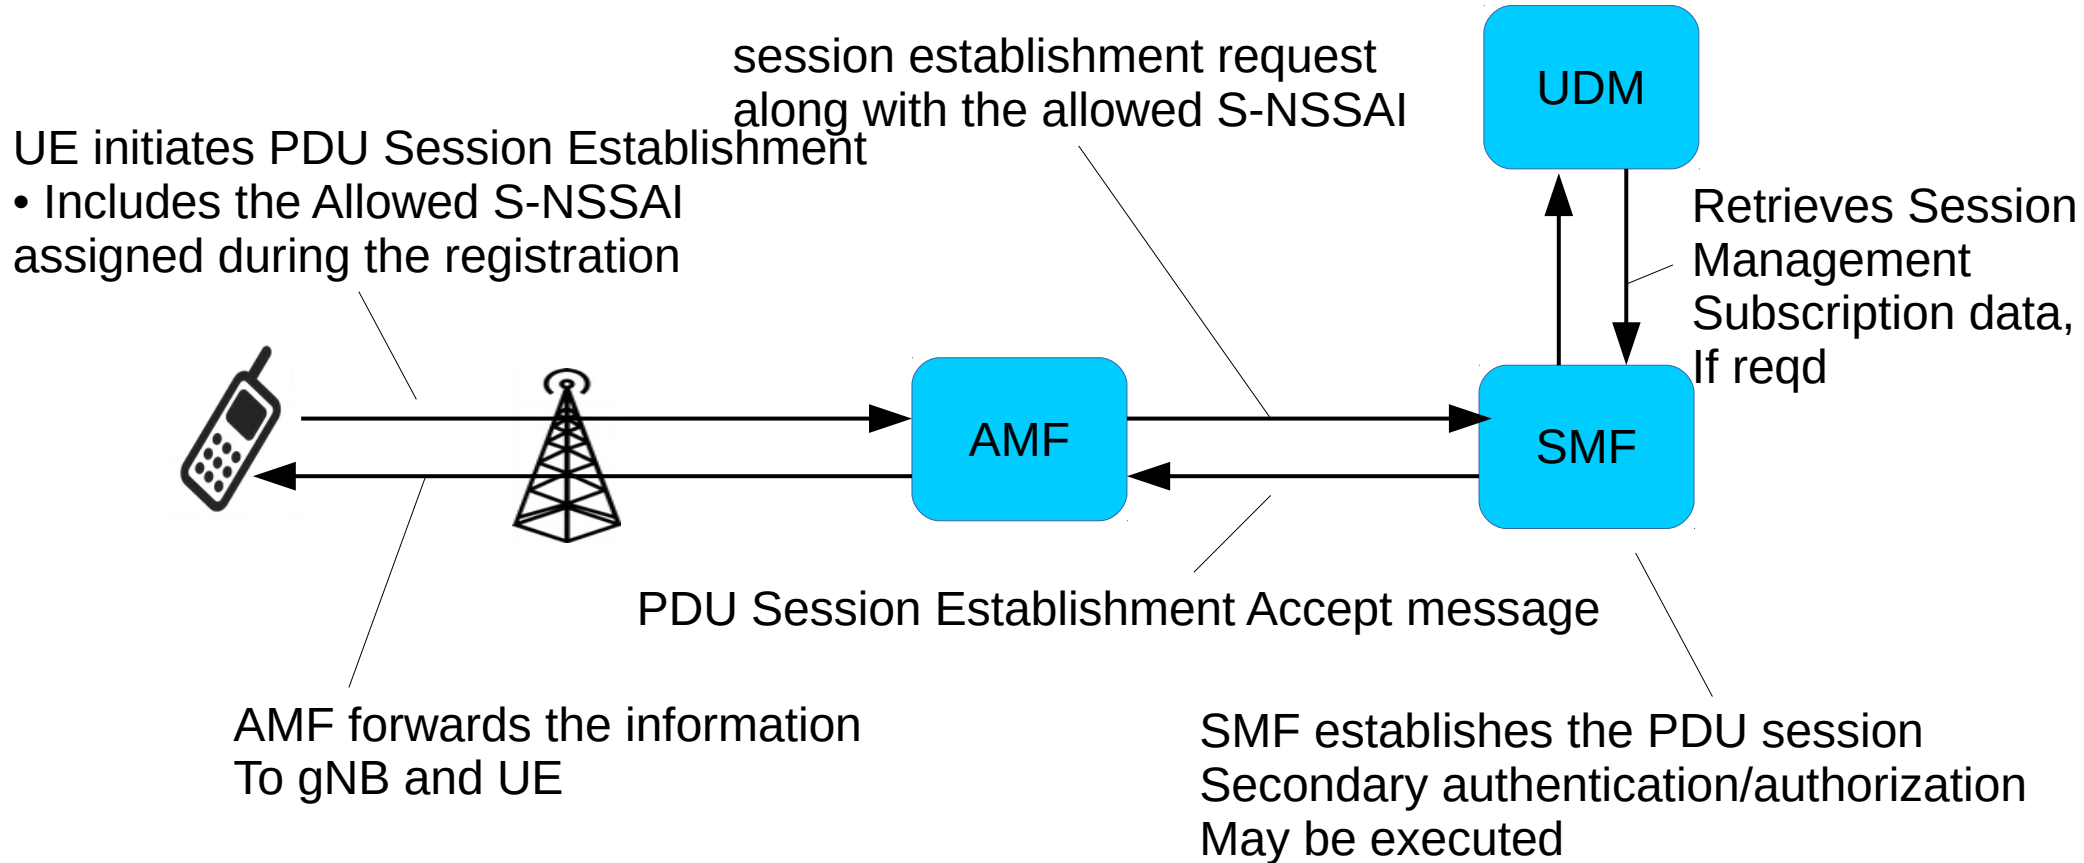 session establishment request
along with the allowed S-NSSAI
UDM
UE initiates PDU Session Establishment
• Includes the Allowed S-NSSAI
assigned during the registration
Retrieves Session
Management
Subscription data,
If reqd
AMF
SMF
PDU Session Establishment Accept message
AMF forwards the information
To gNB and UE
SMF establishes the PDU session
Secondary authentication/authorization
May be executed